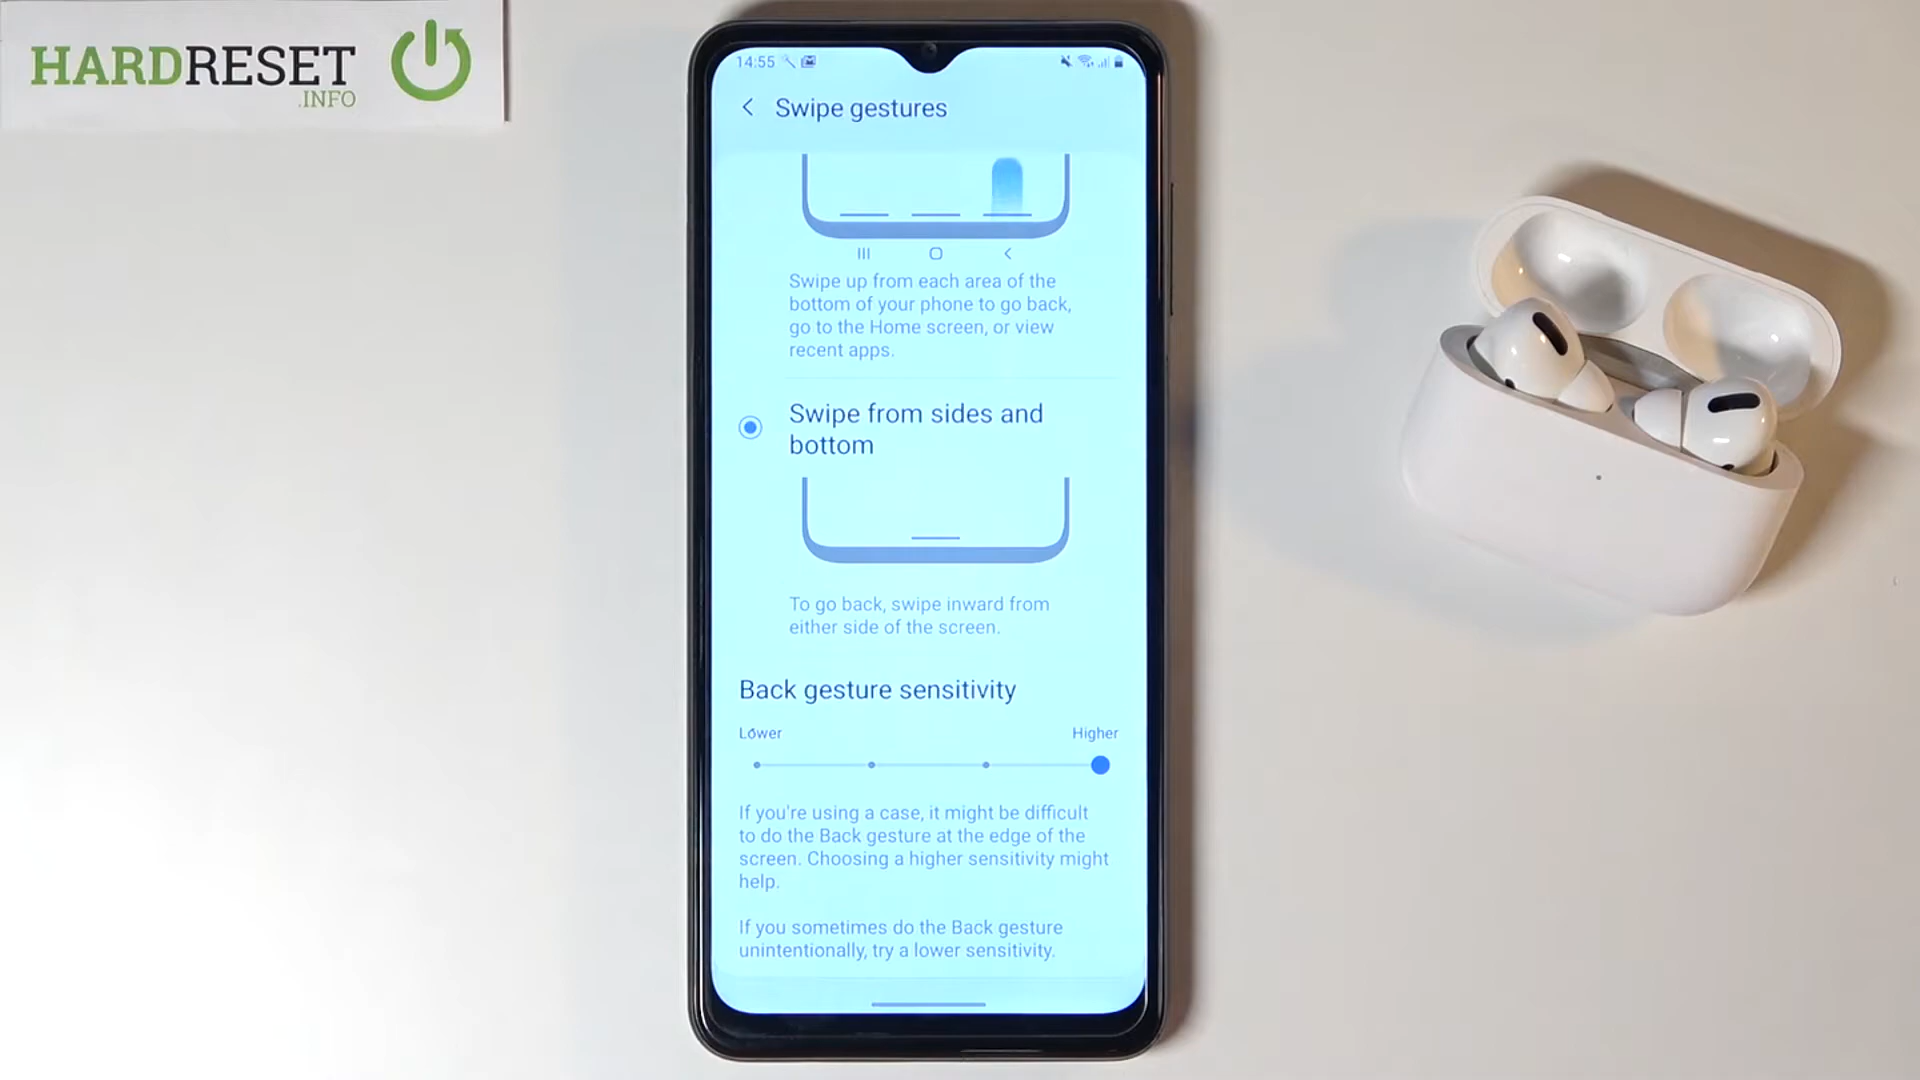 HARDRESET
.INFO
14:55
Swipe gestures
Swipe up from each area of the
bottom of your phone to go back,
go to the Home screen, or view
recent apps.
Swipe from sides and
bottom
To go back, swipe inward from
either side of the screen.
Back gesture sensitivity
Lower
Higher
If you're using a case, it might be difficult
to do the Back gesture at the edge of the
screen. Choosing a higher sensitivity might
help.
If you sometimes do the Back gesture
unintentionally, try a lower sensitivity.